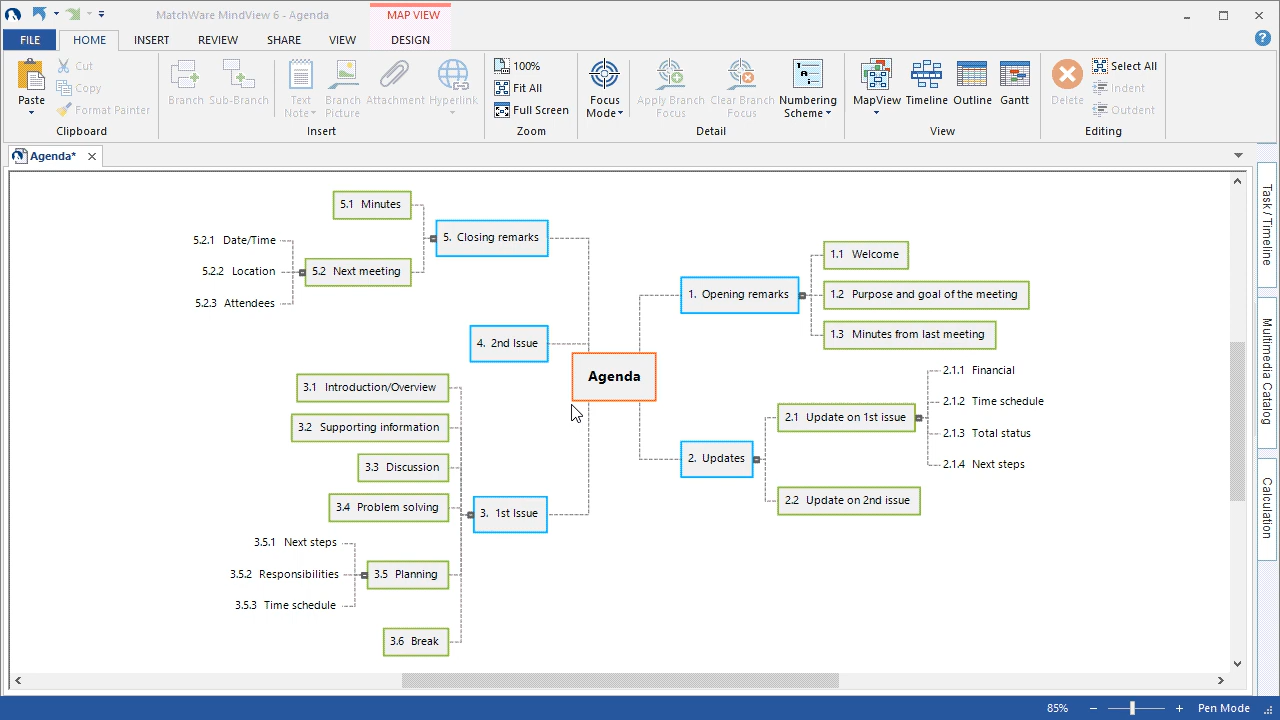 MatchWare MindView 6 - Agenda
MAP VIEW
FILE
HOME
INSERT
REVIEW
SHARE
VIEW
DESIGN
Paste
Cut
Copy
Format Painter
Clipboard
Branch
Sub-Branch
Text Note
Branch Picture
Attachment
Hyperlink
Insert
100%
Fit All
Full Screen
Zoom
Focus Mode
Apply Branch Focus
Clear Branch Focus
Numbering Scheme
Detail
MapView
Timeline
Outline
Gantt
View
Delete
Select All
Indent
Outdent
Editing
Agenda*
5.1 Minutes
5. Closing remarks
5.2.1 Date/Time
5.2.2 Location
5.2.3 Attendees
5.2 Next meeting
4. 2nd Issue
Agenda
3.1 Introduction/Overview
3.2 Supporting information
3.3 Discussion
3.4 Problem solving
3. 1st Issue
3.5.1 Next steps
3.5.2 Responsibilities
3.5.3 Time schedule
3.5 Planning
3.6 Break
1. Opening remarks
1.1 Welcome
1.2 Purpose and goal of the meeting
1.3 Minutes from last meeting
2. Updates
2.1 Update on 1st issue
2.1.1 Financial
2.1.2 Time schedule
2.1.3 Total status
2.1.4 Next steps
2.2 Update on 2nd issue
Task / Timeline
Multimedia Catalog
Calculation
85%
Pen Mode